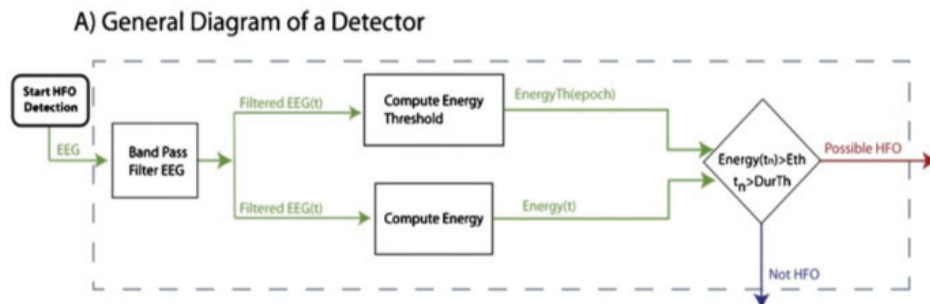 A) General Diagram of a Detector
Start HFO
Detection
EEG
Band Pass
Filter EEG
Filtered EEG(t)
Compute Energy
Threshold
EnergyTh(epoch)
Filtered EEG(t)
Compute Energy
Energy(t)
Energy(tn)>Eth
tn>DurTh
Possible HFO
Not HFO